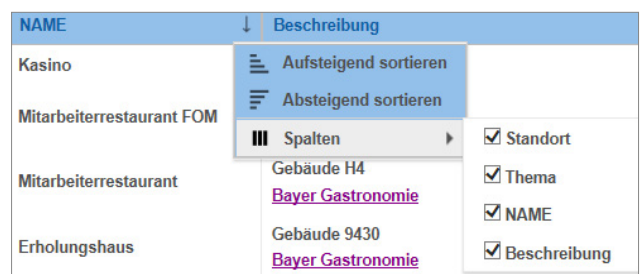 NAME ↓ Beschreibung
Kasino
Aufsteigend sortieren
Absteigend sortieren
Mitarbeiterrestaurant FOM
Spalten
Standort
Thema
NAME
Beschreibung
Mitarbeiterrestaurant
Gebäude H4
Bayer Gastronomie
Erholungshaus
Gebäude 9430
Bayer Gastronomie